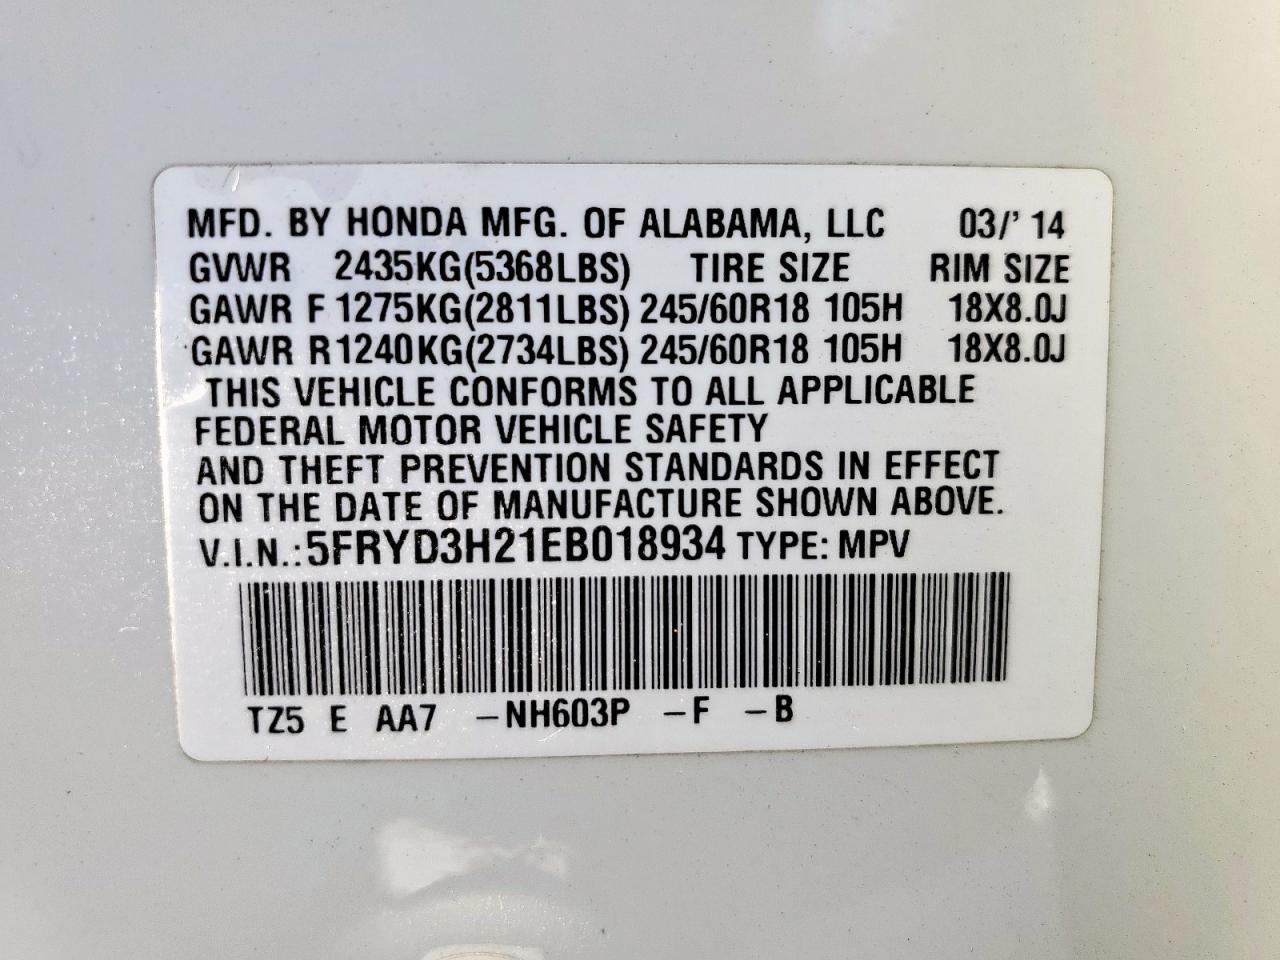 MFD. BY HONDA MFG. OF ALABAMA, LLC 03/'14
GVWR 2435KG(5368LBS) TIRE SIZE RIM SIZE
GAWR F 1275KG(2811LBS) 245/60R18 105H 18X8.0J
GAWR R 1240KG(2734LBS) 245/60R18 105H 18X8.0J
THIS VEHICLE CONFORMS TO ALL APPLICABLE
FEDERAL MOTOR VEHICLE SAFETY
AND THEFT PREVENTION STANDARDS IN EFFECT
ON THE DATE OF MANUFACTURE SHOWN ABOVE.
V.I.N.: 5FRYD3H21EB018934 TYPE: MPV
TZ5 E AA7 –NH603P –F –B